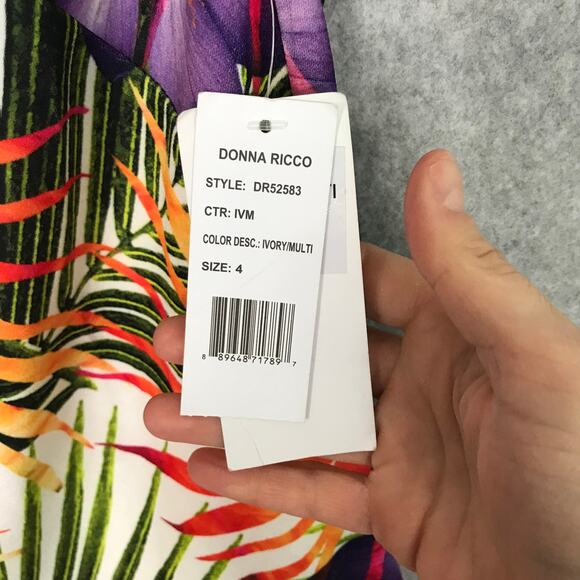 DONNA RICCO
STYLE: DR52583
CTR: IVM
COLOR DESC.: IVORY/MULTI
SIZE: 4
8 89648 71789 7